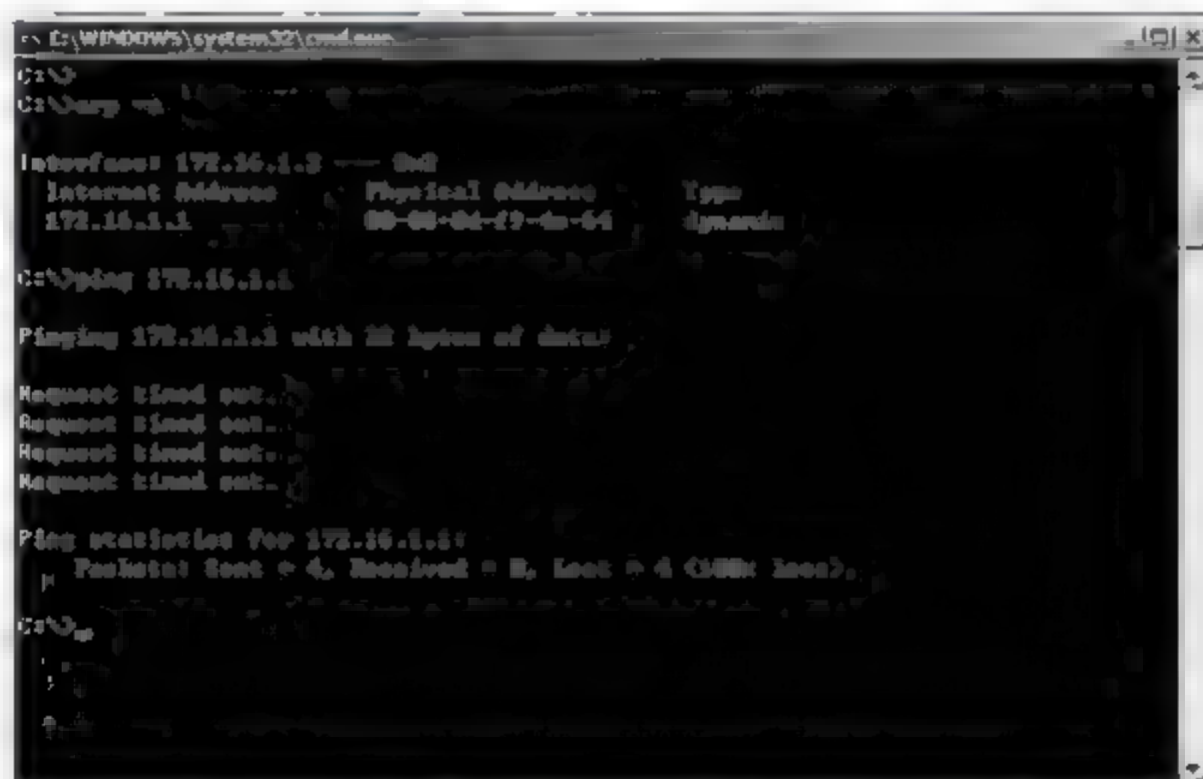 C:\WINDOWS\system32\cmd.exe
C:\>
C:\>arp -a
Interface: 172.16.1.3 ---
Internet Address Physical Address Type
172.16.1.1 dynamic
C:\>ping 172.16.1.1
Pinging 172.16.1.1 with 32 bytes of data:
Request timed out.
Request timed out.
Request timed out.
Request timed out.
Ping statistics for 172.16.1.1:
Packets: Sent = 4, Received = 0, Lost = 4 (100% loss),
C:\>_